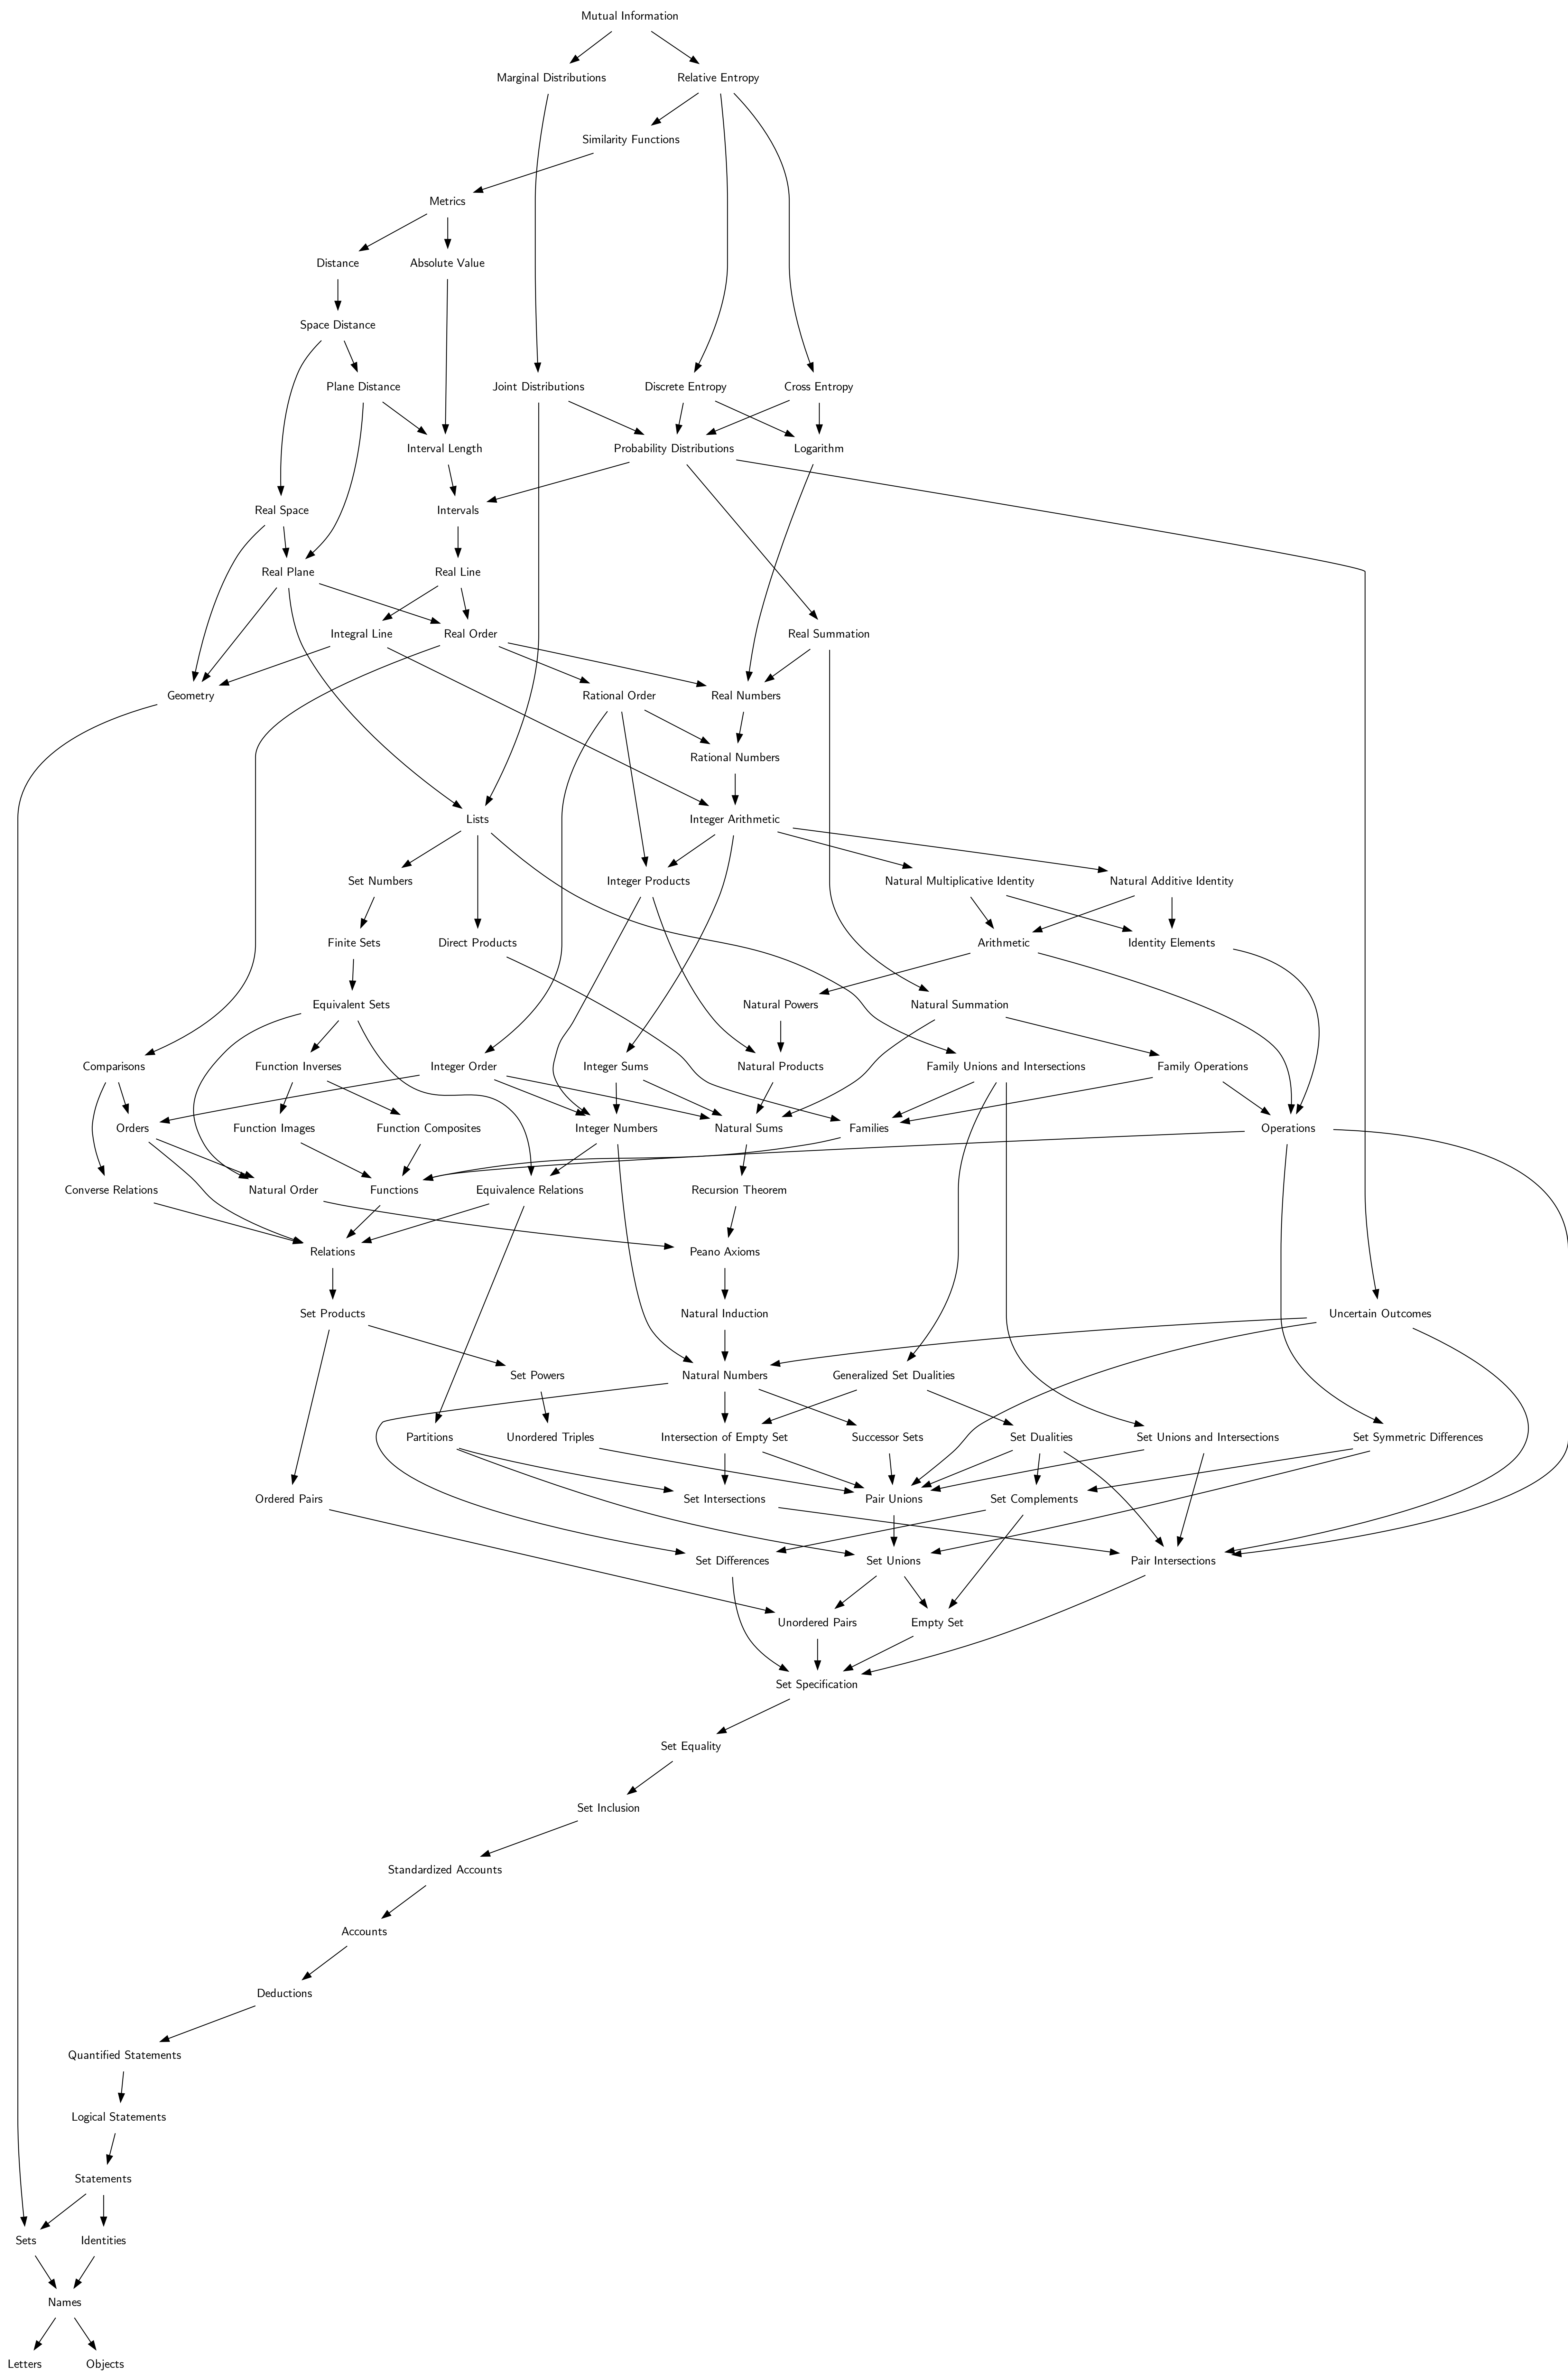 Mutual Information
Marginal Distributions
Relative Entropy
Similarity Functions
Metrics
Distance
Absolute Value
Space Distance
Plane Distance
Joint Distributions
Discrete Entropy
Cross Entropy
Interval Length
Probability Distributions
Logarithm
Real Space
Intervals
Real Plane
Real Line
Integral Line
Real Order
Real Summation
Geometry
Rational Order
Real Numbers
Rational Numbers
Lists
Integer Arithmetic
Set Numbers
Integer Products
Natural Multiplicative Identity
Natural Additive Identity
Finite Sets
Direct Products
Arithmetic
Identity Elements
Equivalent Sets
Natural Powers
Natural Summation
Comparisons
Function Inverses
Integer Order
Integer Sums
Natural Products
Family Unions and Intersections
Family Operations
Orders
Function Images
Function Composites
Integer Numbers
Natural Sums
Families
Operations
Converse Relations
Natural Order
Functions
Equivalence Relations
Recursion Theorem
Relations
Peano Axioms
Set Products
Natural Induction
Uncertain Outcomes
Set Powers
Natural Numbers
Generalized Set Dualities
Partitions
Unordered Triples
Intersection of Empty Set
Successor Sets
Set Dualities
Set Unions and Intersections
Set Symmetric Differences
Ordered Pairs
Set Intersections
Pair Unions
Set Complements
Set Differences
Set Unions
Pair Intersections
Unordered Pairs
Empty Set
Set Specification
Set Equality
Set Inclusion
Standardized Accounts
Accounts
Deductions
Quantified Statements
Logical Statements
Statements
Sets
Identities
Names
Letters
Objects